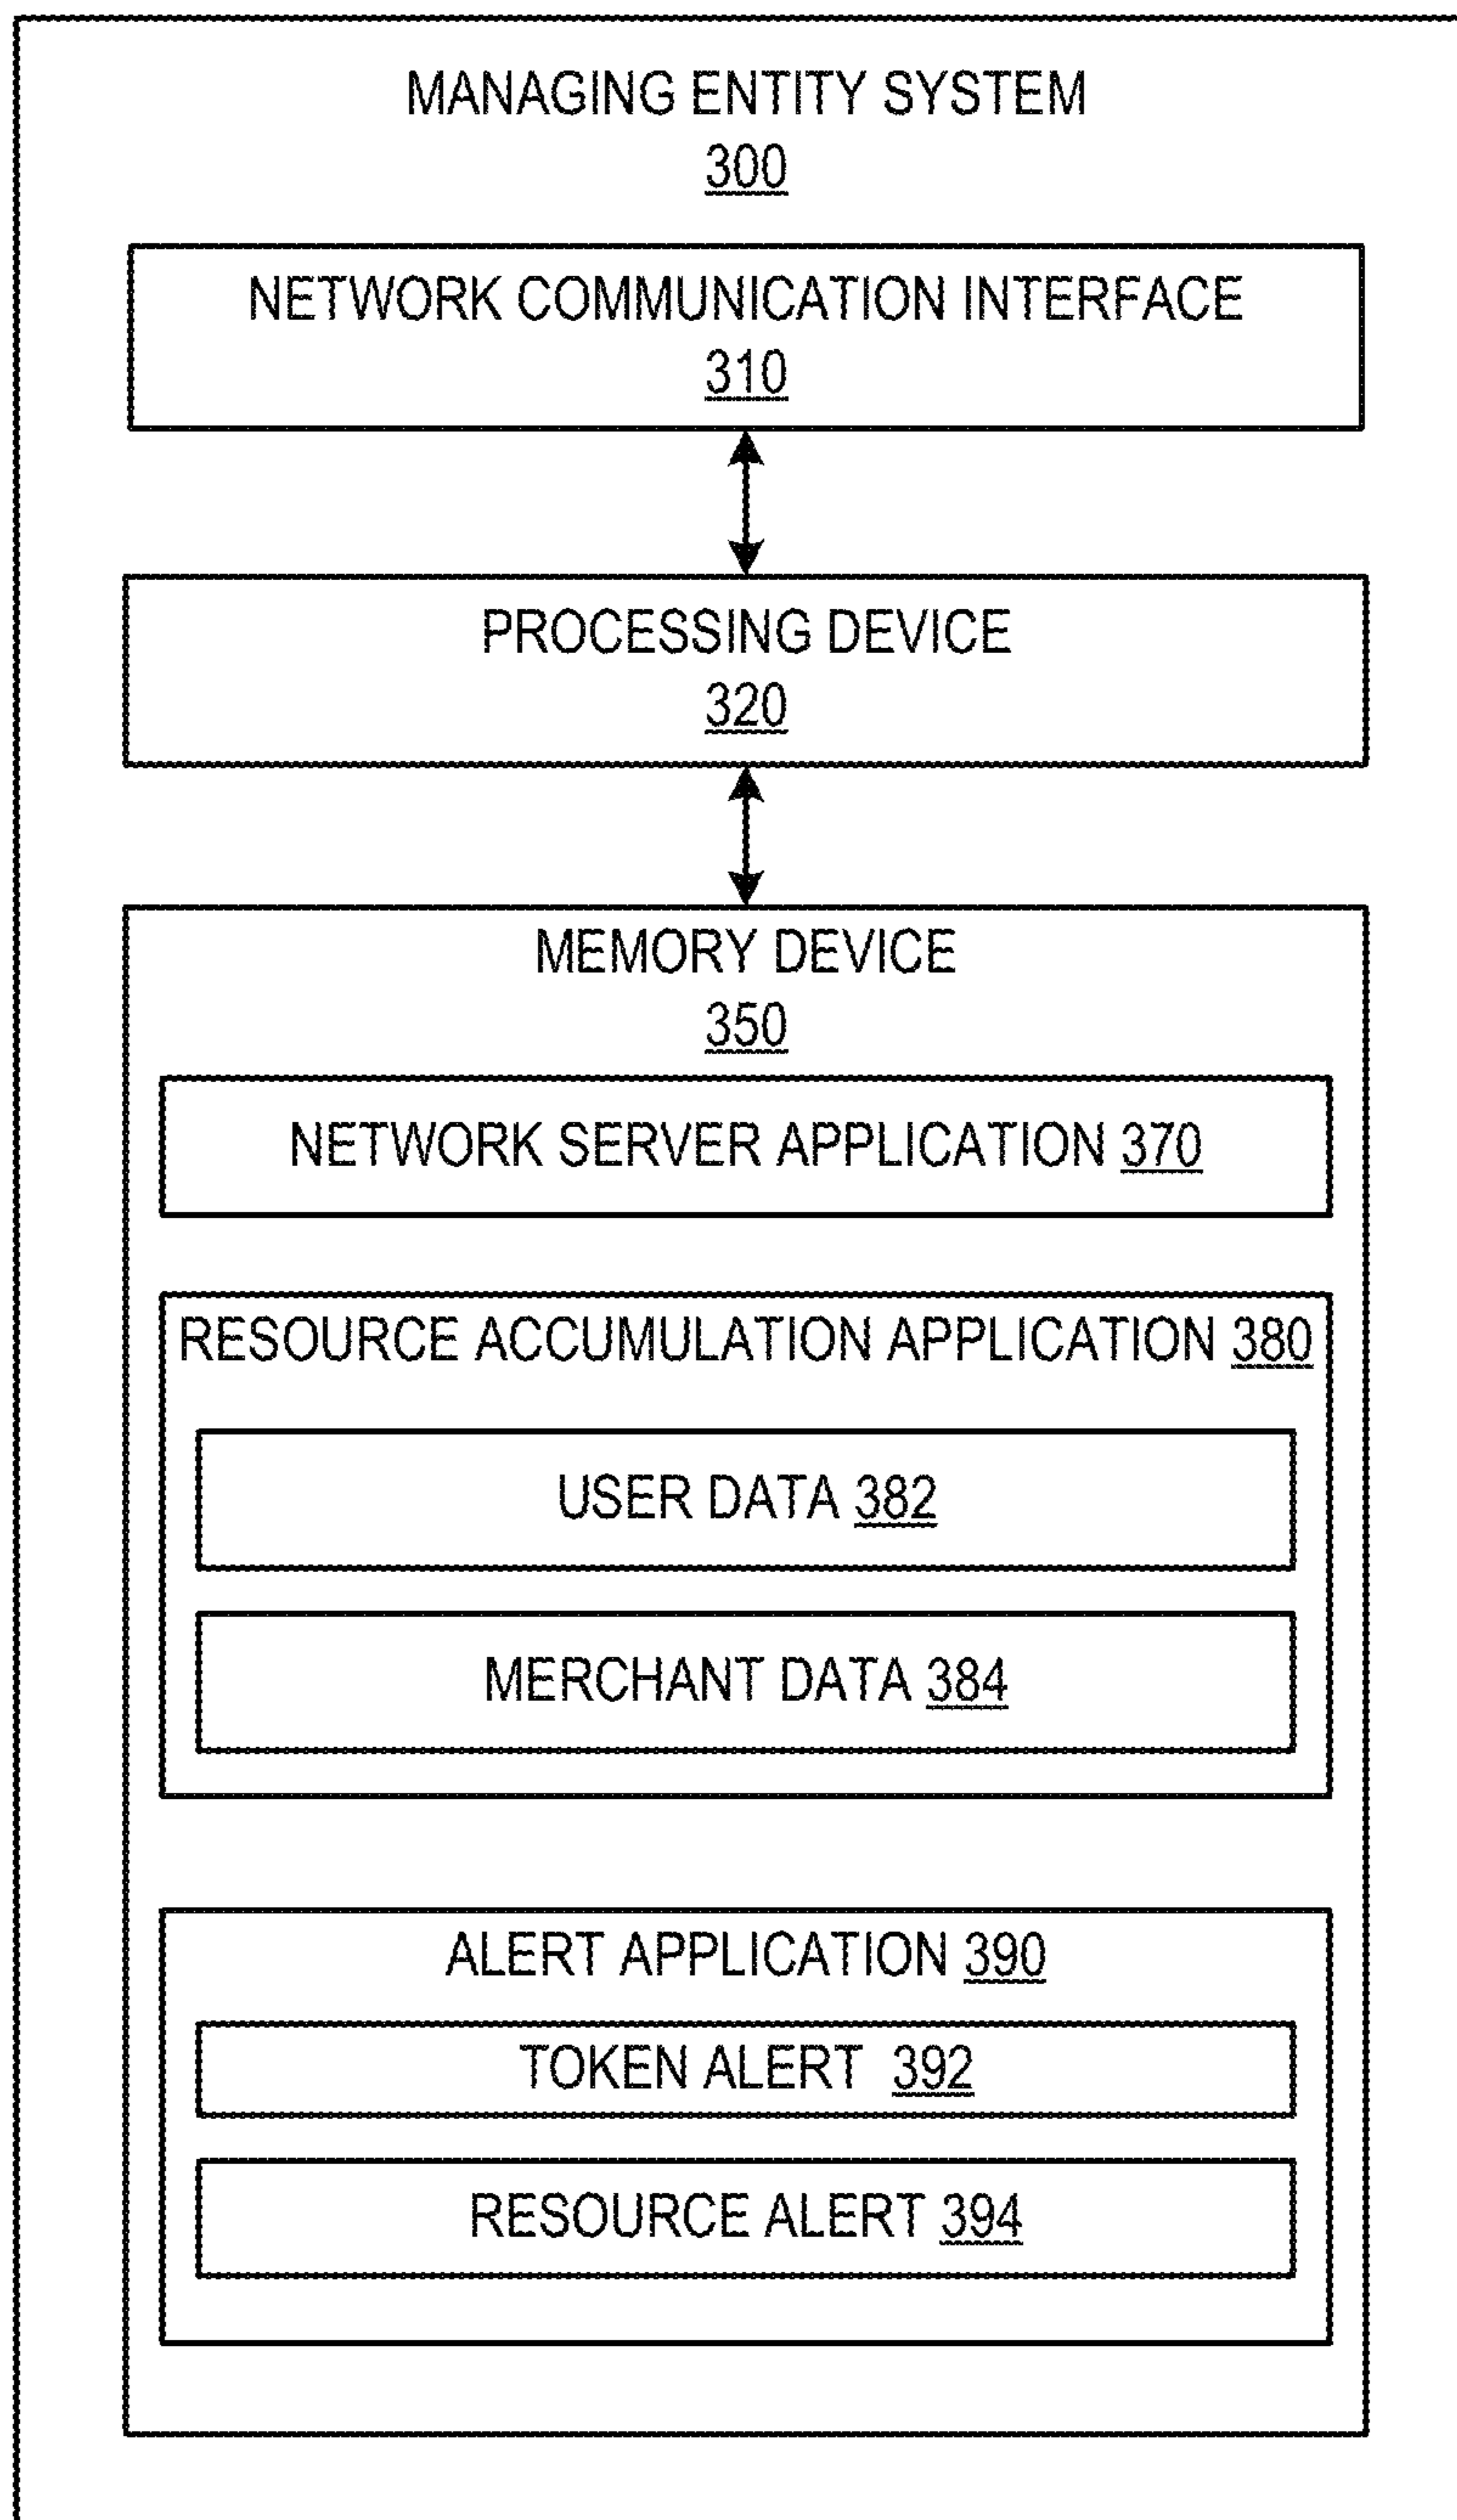 MANAGING ENTITY SYSTEM
300
NETWORK COMMUNICATION INTERFACE
310
PROCESSING DEVICE
320
MEMORY DEVICE
350
NETWORK SERVER APPLICATION 370
RESOURCE ACCUMULATION APPLICATION 380
USER DATA 382
MERCHANT DATA 384
ALERT APPLICATION 390
TOKEN ALERT 392
RESOURCE ALERT 394